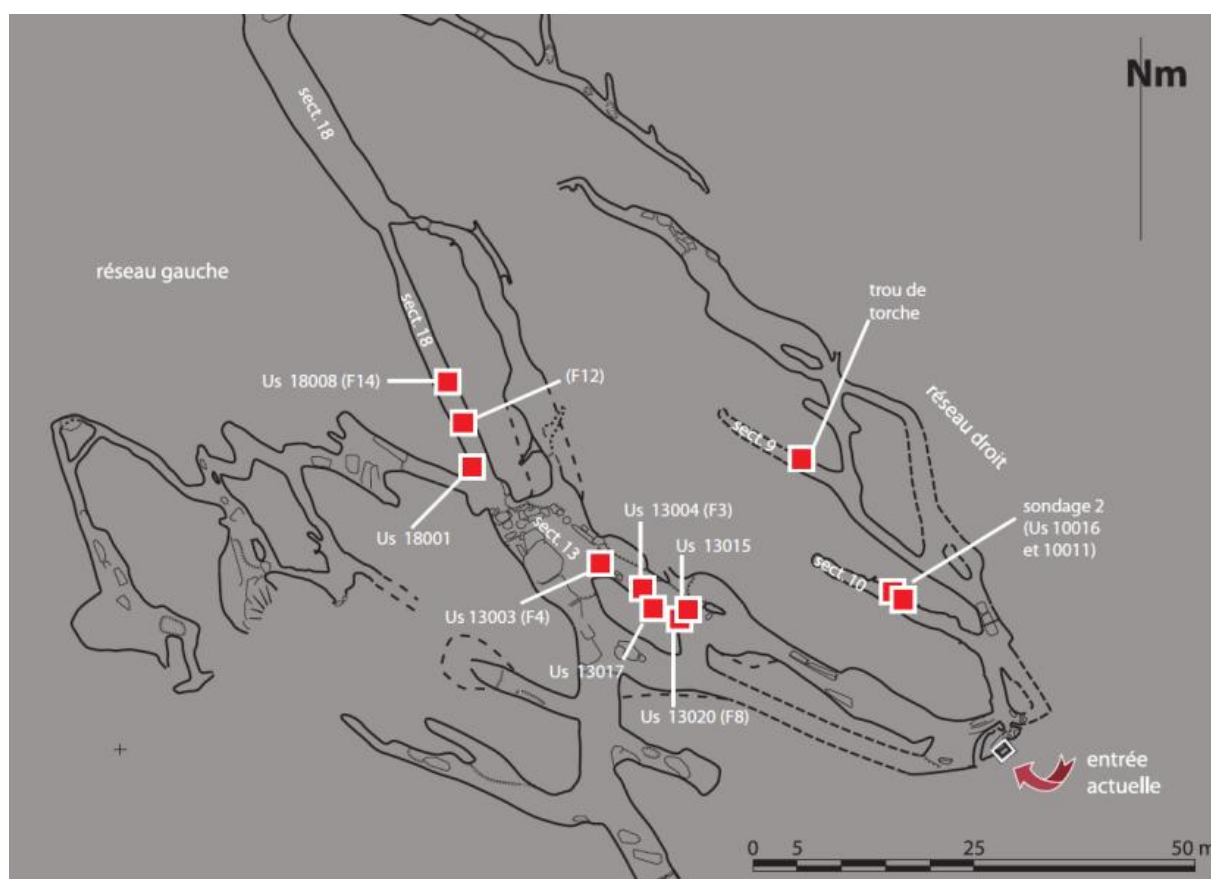 Nm
sect. 18
réseau gauche
trou de
torche
sect. 18
Us 18008 (F14)
(F12)
réseau droit
sect. 9
sondage 2
(Us 10016
et 10011)
Us 13004 (F3)
Us 18001
sect. 13
Us 13015
sect. 10
Us 13003 (F4)
Us 13017
Us 13020 (F8)
entrée
actuelle
0 5 25 50 m